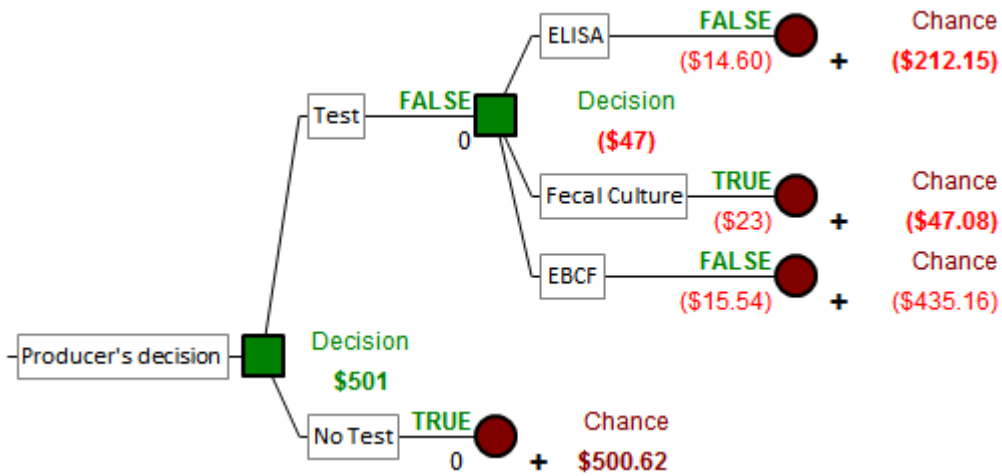 FALSE Chance
ELISA
($14.60) + ($212.15)
FALSE Decision
Test
0 ($47)
TRUE Chance
Fecal Culture
($23) + ($47.08)
FALSE Chance
EBCF
($15.54) + ($435.16)
Decision
Producer's decision
$501
TRUE Chance
No Test
0 + $500.62